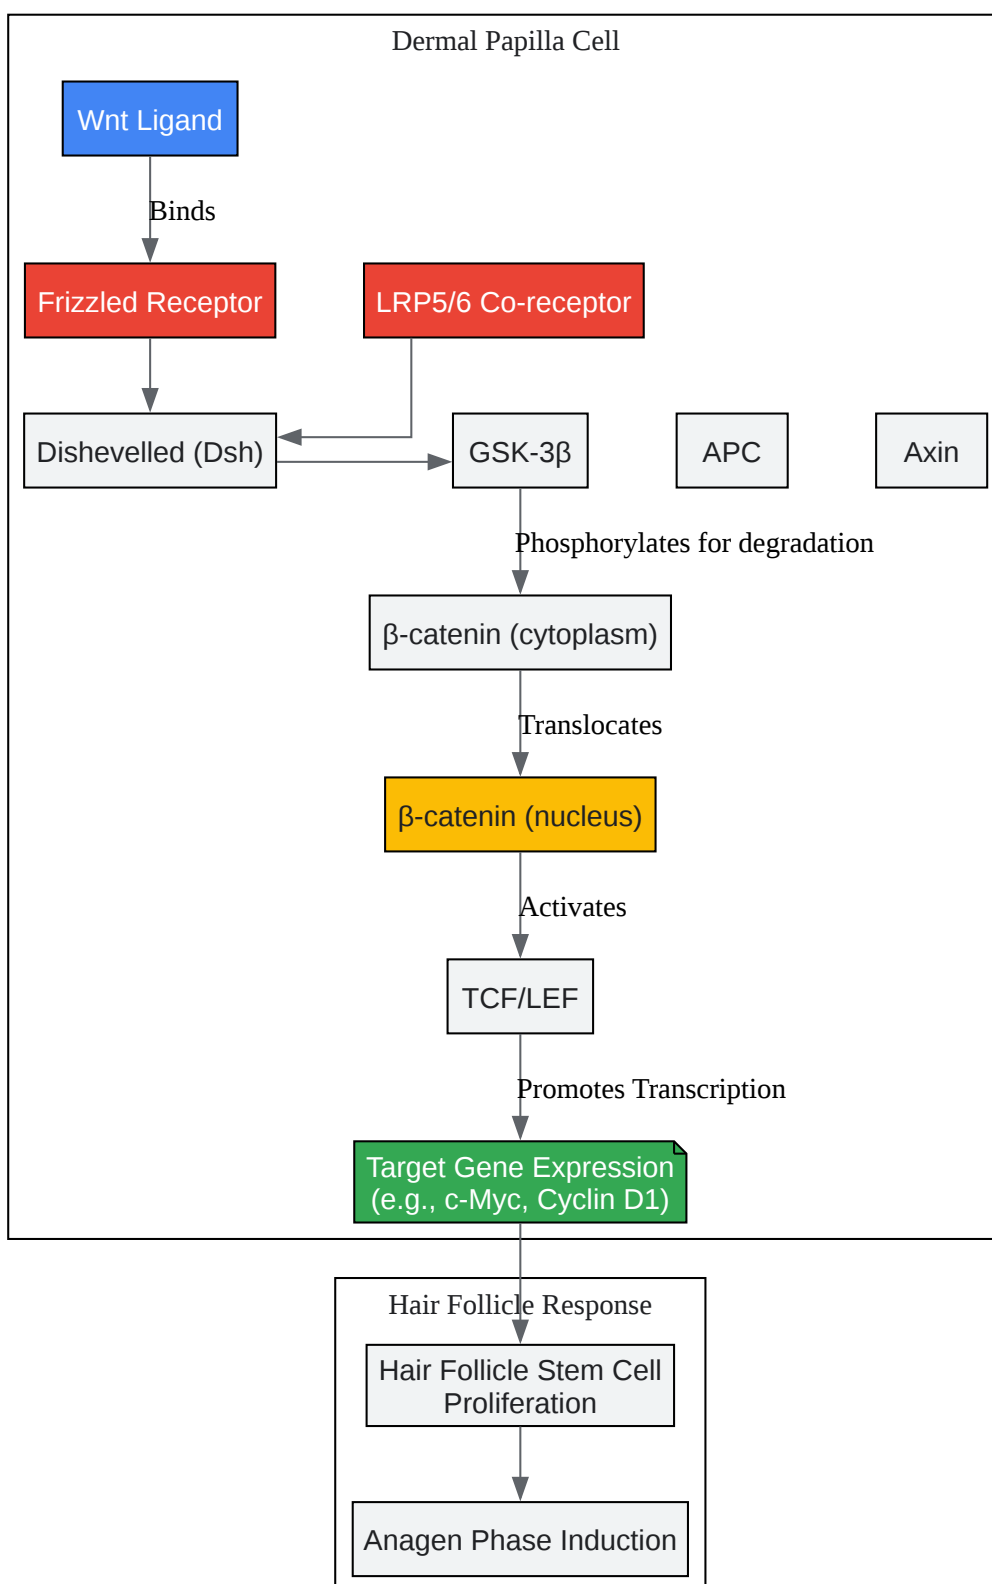 Dermal Papilla Cell
Wnt Ligand
Binds
Frizzled Receptor
LRP5/6 Co-receptor
Dishevelled (Dsh)
GSK-3β
APC
Axin
Phosphorylates for degradation
β-catenin (cytoplasm)
Translocates
β-catenin (nucleus)
Activates
TCF/LEF
Promotes Transcription
Target Gene Expression
(e.g., c-Myc, Cyclin D1)
Hair Follicle Response
Hair Follicle Stem Cell
Proliferation
Anagen Phase Induction